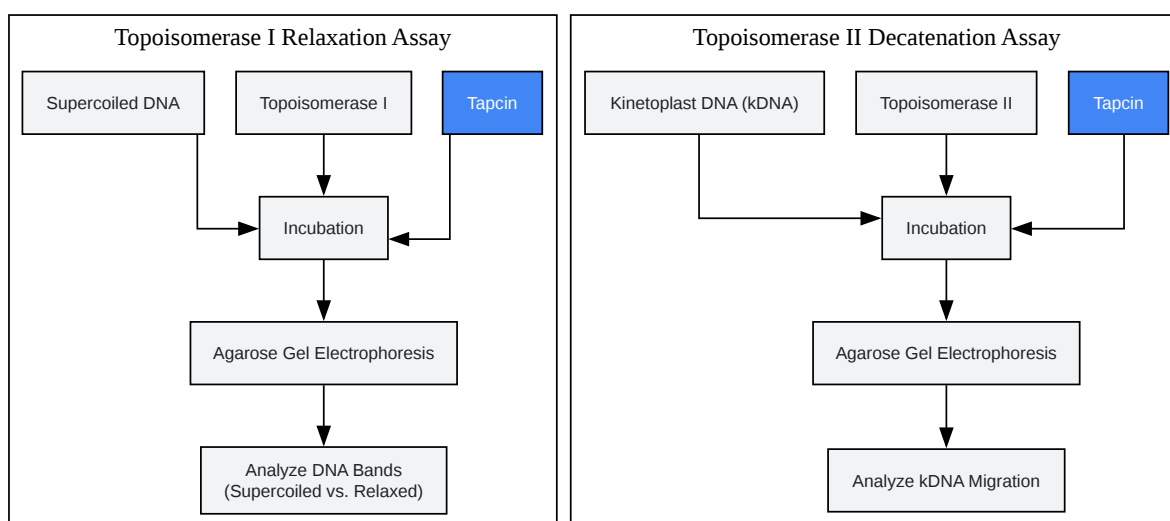 Topoisomerase I Relaxation Assay
Supercoiled DNA
Topoisomerase I
Tapcin
Incubation
Agarose Gel Electrophoresis
Analyze DNA Bands
(Supercoiled vs. Relaxed)
Topoisomerase II Decatenation Assay
Kinetoplast DNA (kDNA)
Topoisomerase II
Tapcin
Incubation
Agarose Gel Electrophoresis
Analyze kDNA Migration